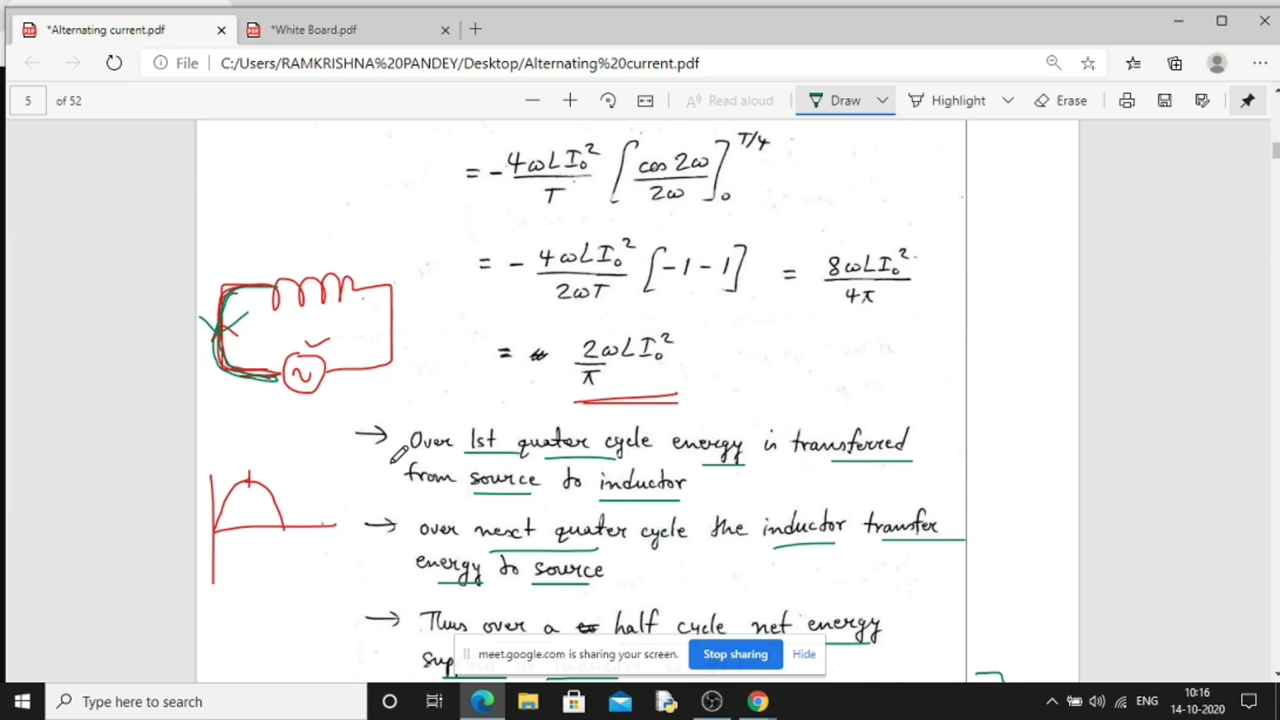 *Alternating current.pdf
*White Board.pdf
File
C:/Users/RAMKRISHNA%20PANDEY/Desktop/Alternating%20current.pdf
5 of 52
Read aloud
Draw
Highlight
Erase
= - 4ωLI₀² / T [ cos 2ω / 2ω ]₀^T/4
= - 4ωLI₀² / 2ωT [-1-1] = 8ωLI₀² / 4π
= 2ωLI₀² / π
→ Over 1st quater cycle energy is transferred
from source to inductor
→ over next quater cycle the inductor transfer
energy to source
→ Thus over a half cycle net energy
meet.google.com is sharing your screen. Stop sharing Hide
Type here to search
ENG
10:16
14-10-2020